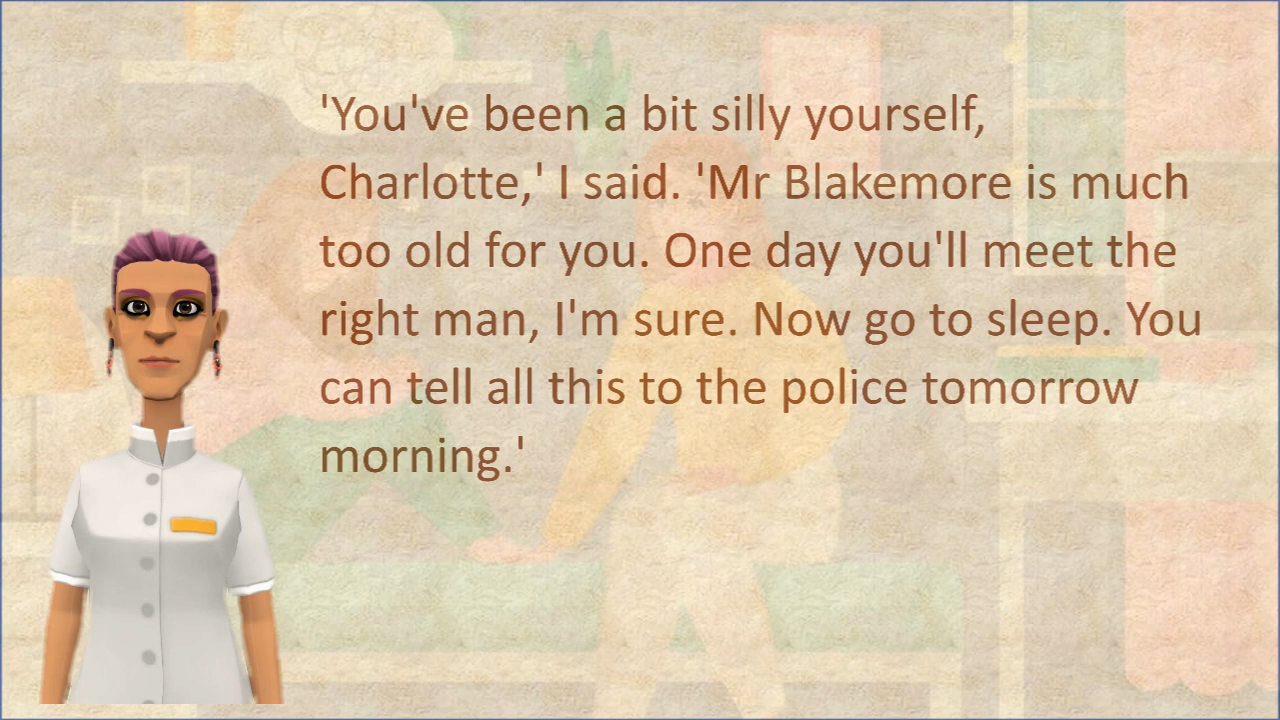 'You've been a bit silly yourself,
Charlotte,' I said. 'Mr Blakemore is much
too old for you. One day you'll meet the
right man, I'm sure. Now go to sleep. You
can tell all this to the police tomorrow
morning.'